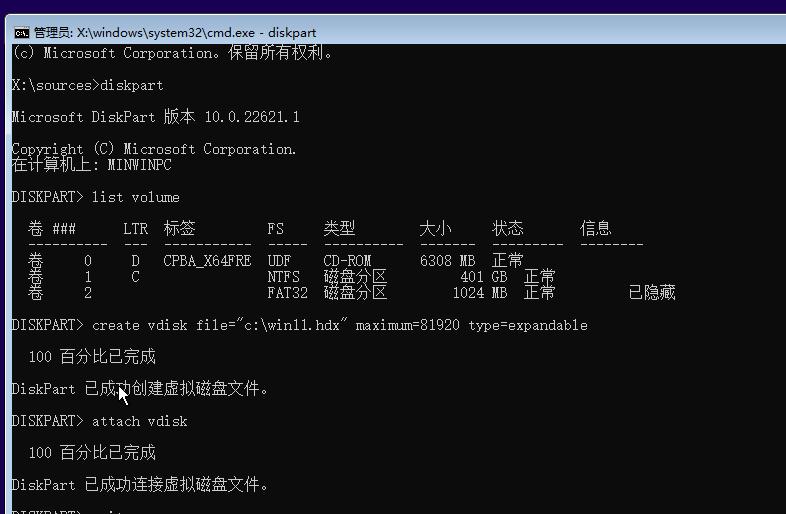 管理员: X:\windows\system32\cmd.exe - diskpart
(c) Microsoft Corporation。保留所有权利。
X:\sources>diskpart
Microsoft DiskPart 版本 10.0.22621.1
Copyright (C) Microsoft Corporation.
在计算机上: MINWINPC
DISKPART> list volume
卷 ### LTR 标签 FS 类型 大小 状态 信息
---------- --- ----------- ----- ---------- ------- --------- --------
卷 0 D CPBA_X64FRE UDF CD-ROM 6308 MB 正常
卷 1 C NTFS 磁盘分区 401 GB 正常
卷 2 FAT32 磁盘分区 1024 MB 正常 已隐藏
DISKPART> create vdisk file="c:\win11.hdx" maximum=81920 type=expandable
100 百分比已完成
DiskPart 已成功创建虚拟磁盘文件。
DISKPART> attach vdisk
100 百分比已完成
DiskPart 已成功连接虚拟磁盘文件。